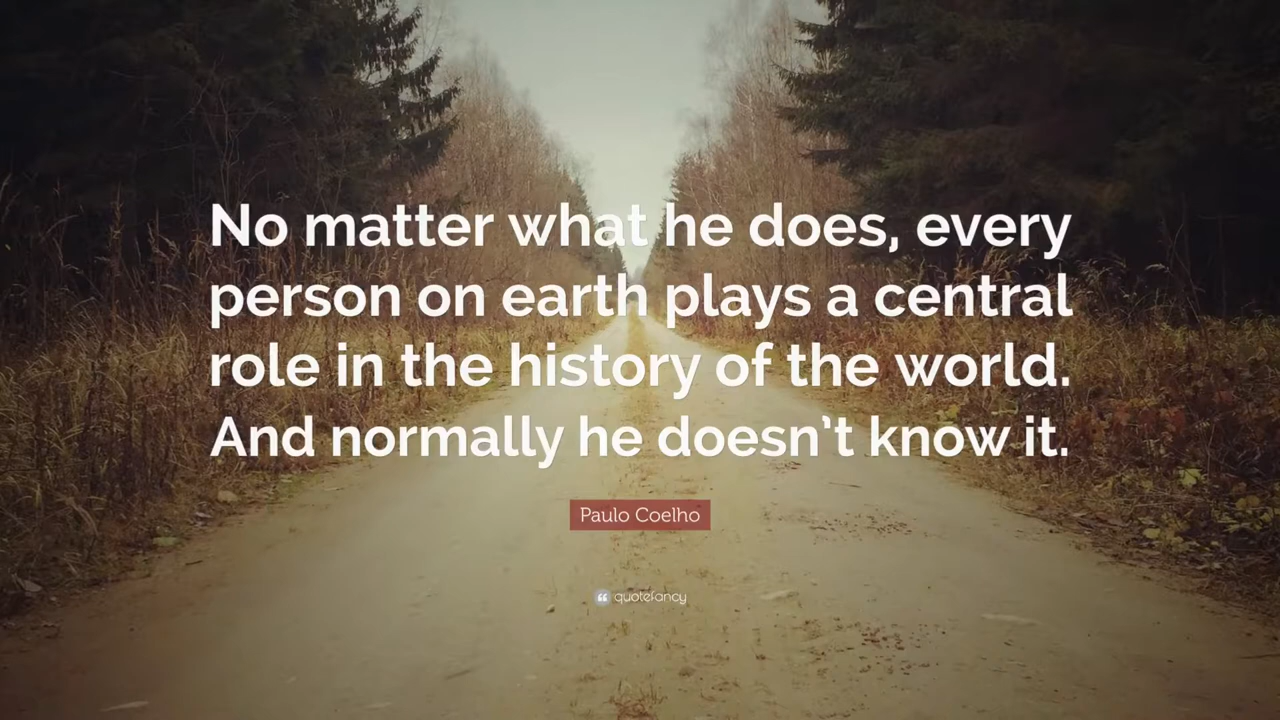 No matter what he does, every
person on earth plays a central
role in the history of the world.
And normally he doesn’t know it.
Paulo Coelho
quotefancy